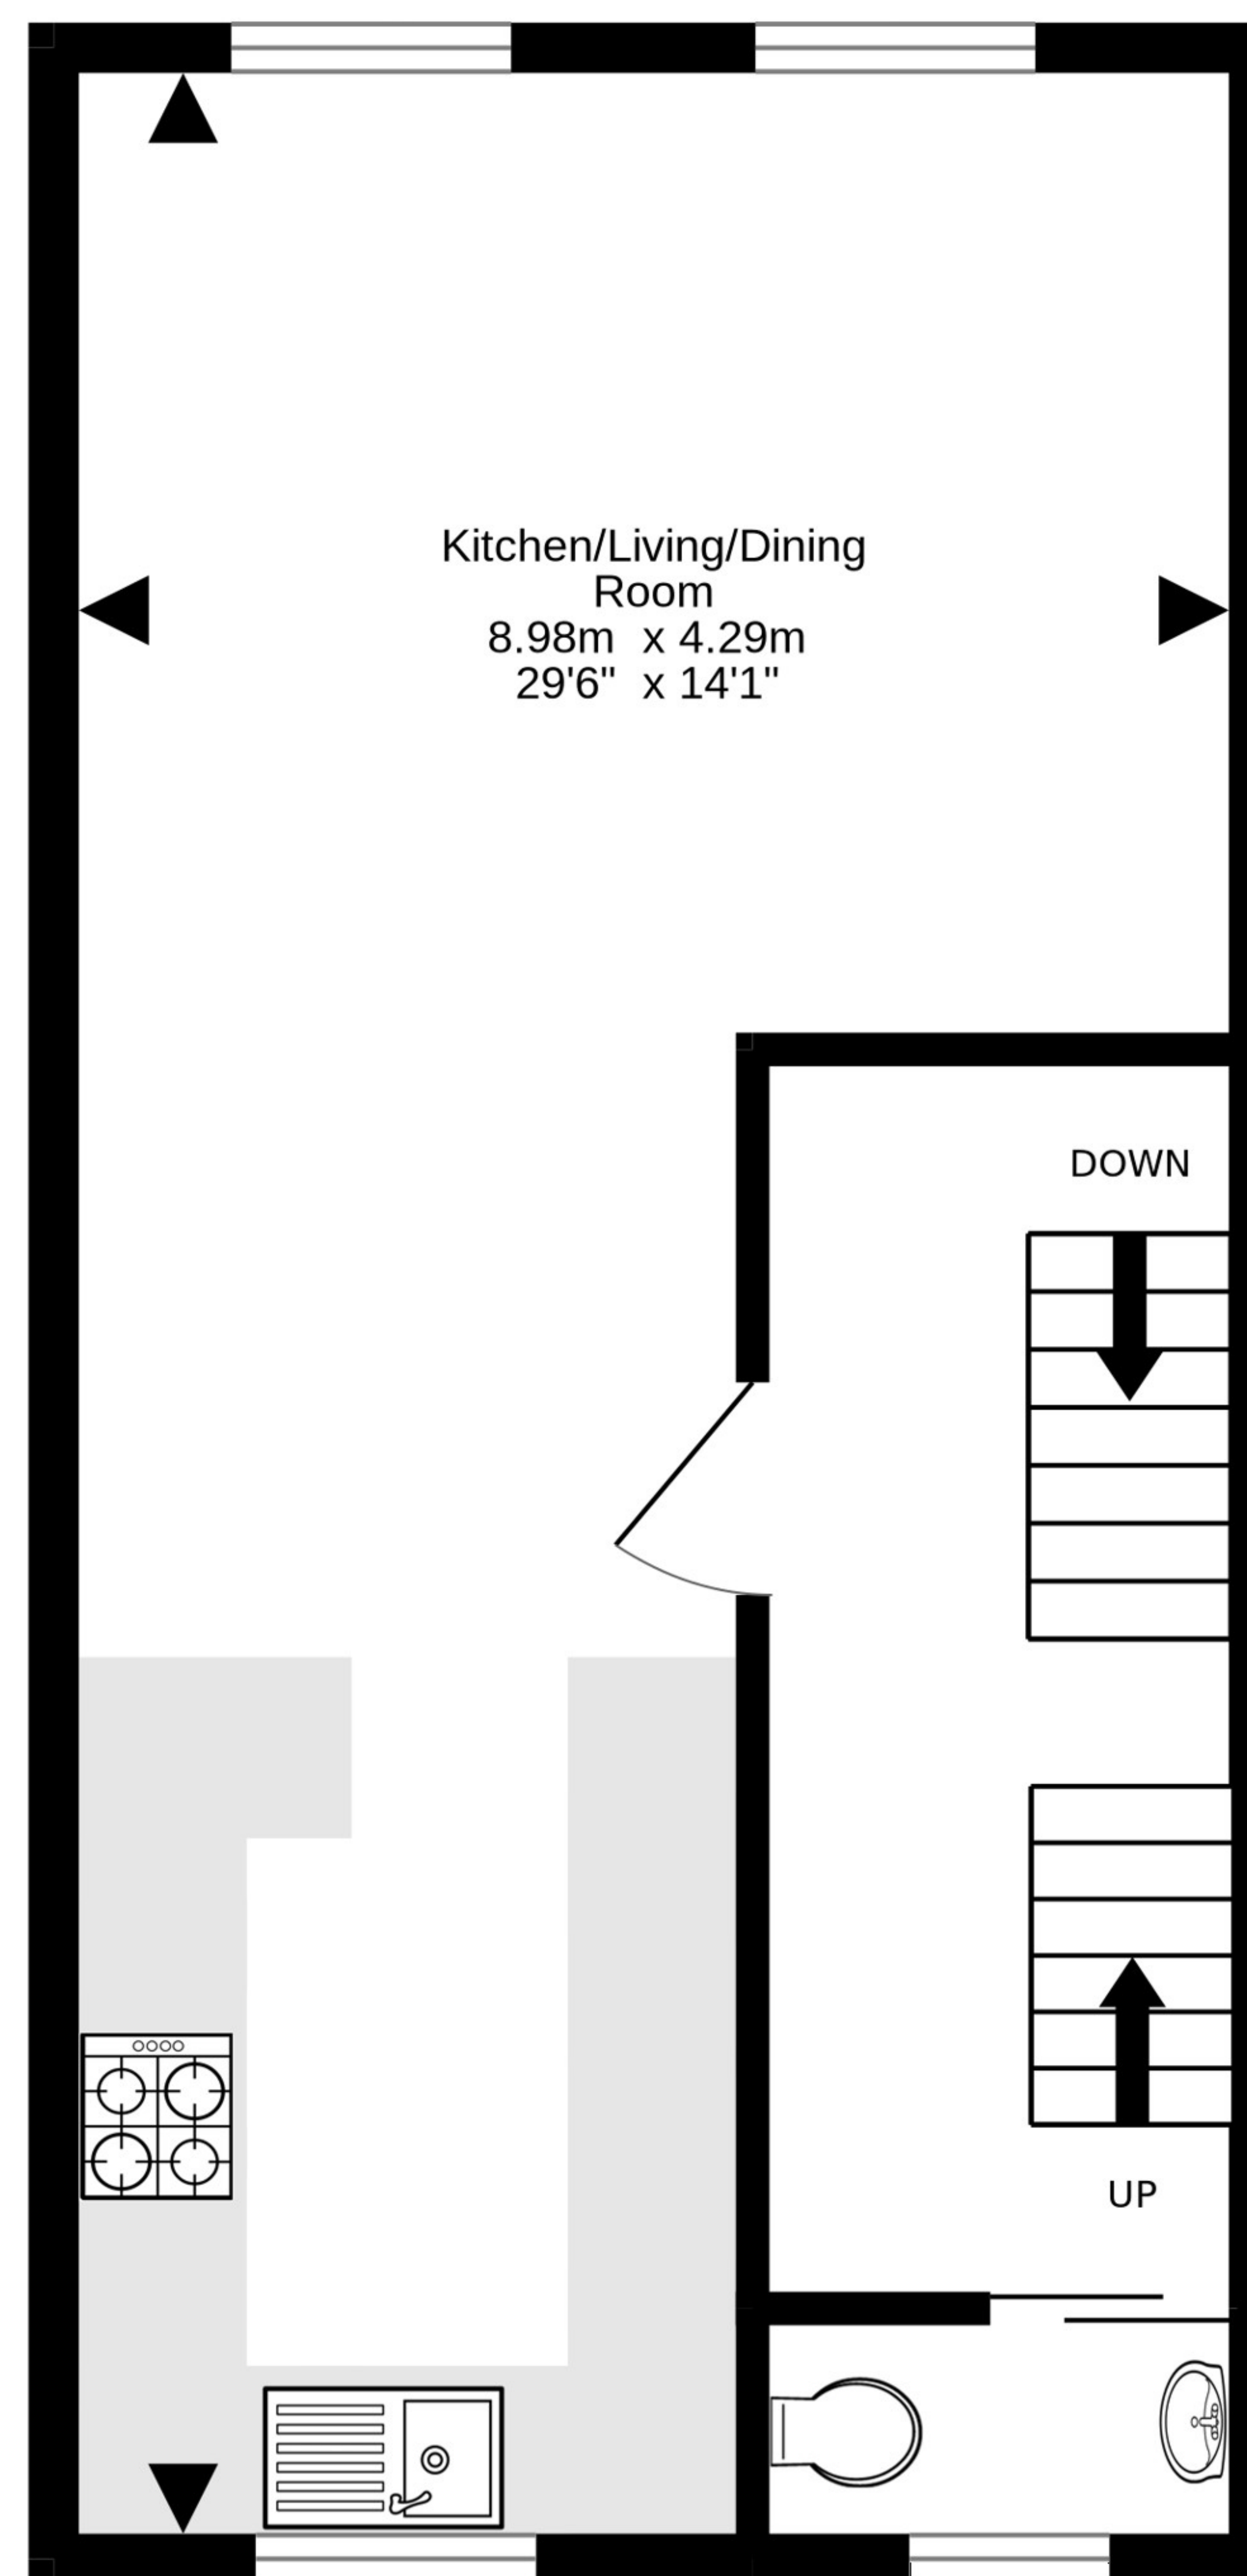 Kitchen/Living/Dining
Room
8.98m x 4.29m
29'6" x 14'1"
DOWN
UP